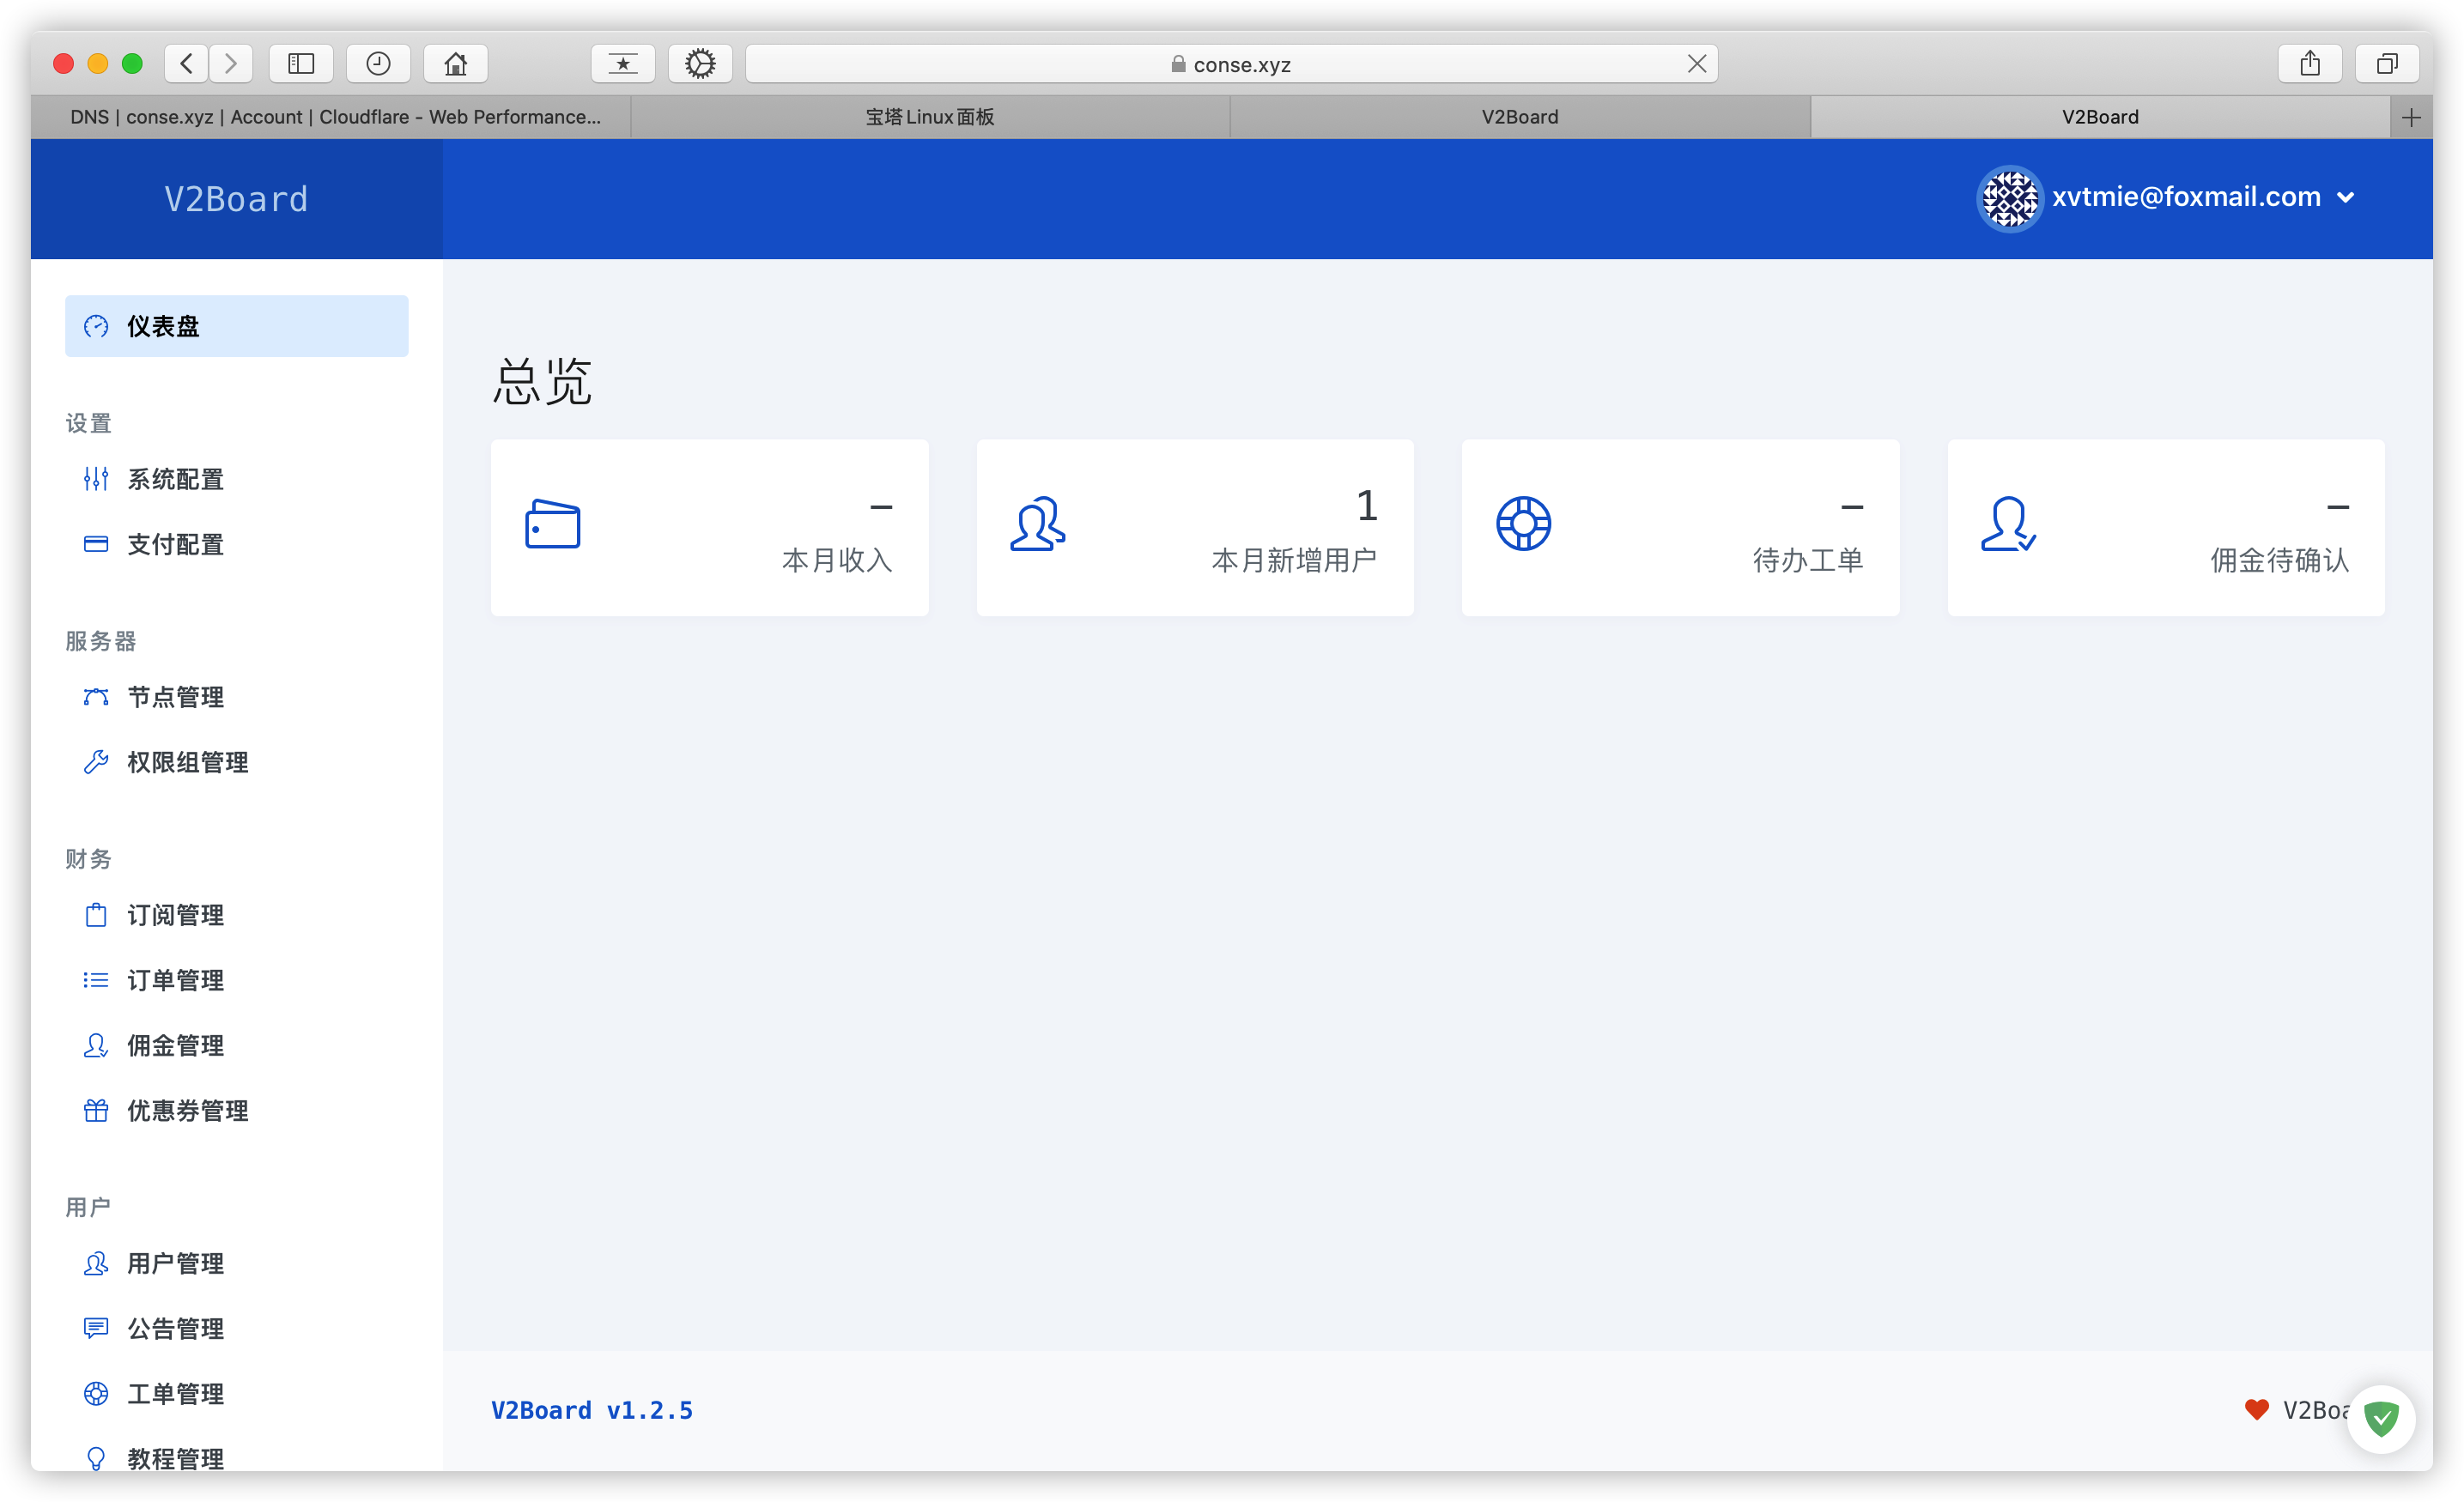 conse.xyz
DNS | conse.xyz | Account | Cloudflare - Web Performance...
宝塔Linux面板
V2Board
V2Board
V2Board
xvtmie@foxmail.com
仪表盘
设置
系统配置
支付配置
服务器
节点管理
权限组管理
财务
订阅管理
订单管理
佣金管理
优惠券管理
用户
用户管理
公告管理
工单管理
教程管理
总览
–
本月收入
1
本月新增用户
–
待办工单
–
佣金待确认
V2Board v1.2.5
V2Boa